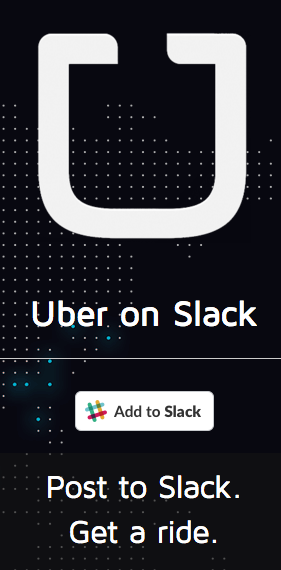 Uber on Slack
Add to Slack
Post to Slack.
Get a ride.